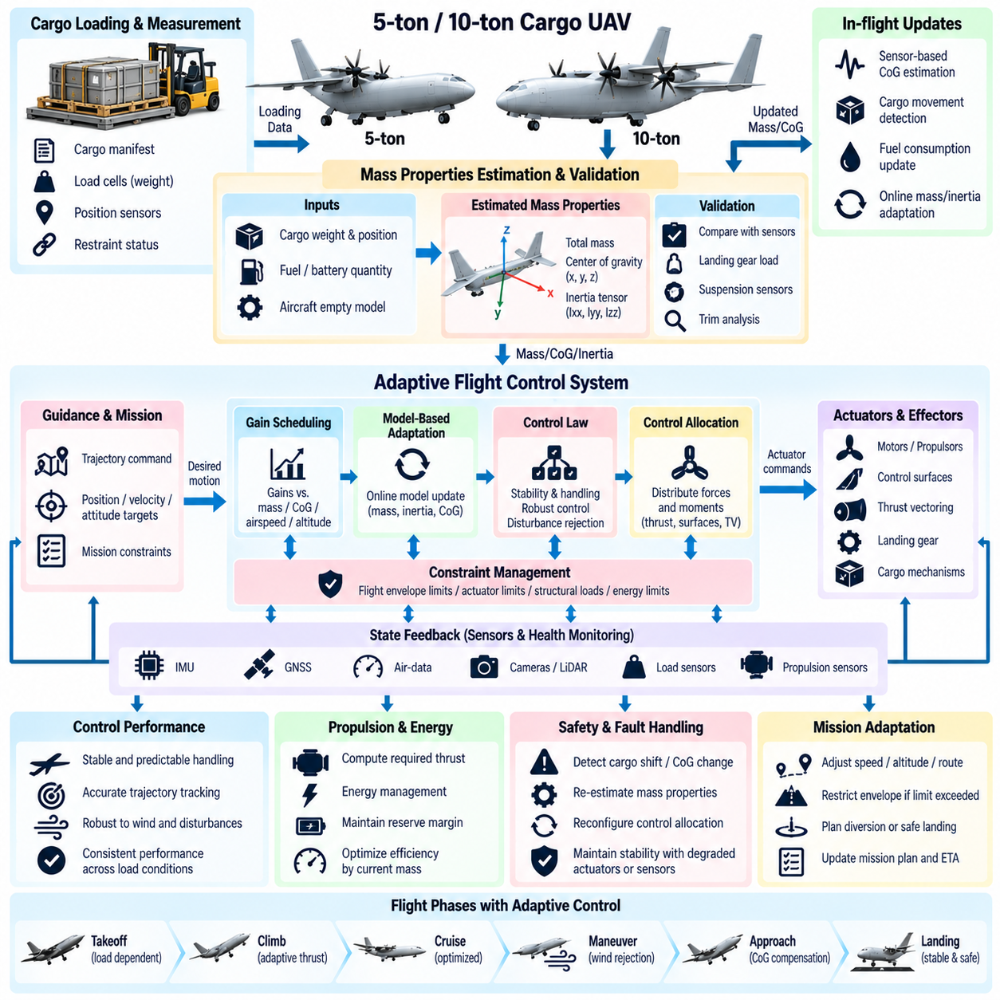 5-ton / 10-ton Cargo UAV
Cargo Loading & Measurement
Cargo manifest
Load cells (weight)
Position sensors
Restraint status
Loading
Data
5-ton
10-ton
Updated
Mass/CoG
In-flight Updates
Sensor-based
CoG estimation
Cargo movement
detection
Fuel consumption
update
Online mass/inertia
adaptation
Mass Properties Estimation & Validation
Inputs
Cargo weight & position
Fuel / battery quantity
Aircraft empty model
Estimated Mass Properties
z
x
y
Total mass
Center of gravity
(x, y, z)
Inertia tensor
(Ixx, Iyy, Izz)
Validation
Compare with sensors
Landing gear load
Suspension sensors
Trim analysis
Mass/CoG/Inertia
Adaptive Flight Control System
Guidance & Mission
Trajectory command
Position / velocity /
attitude targets
Mission constraints
Desired
motion
Gain Scheduling
Gains vs.
mass / CoG /
airspeed / altitude
Model-Based
Adaptation
Online model update
(mass, inertia, CoG)
Control Law
Stability & handling
Robust control
Disturbance rejection
Control Allocation
Distribute forces
and moments
(thrust, surfaces, TV)
Actuator
commands
Actuators & Effectors
Motors / Propulsors
Control surfaces
Thrust vectoring
Landing gear
Cargo mechanisms
Constraint Management
Flight envelope limits / actuator limits / structural loads / energy limits
State Feedback (Sensors & Health Monitoring)
IMU
GNSS
Air-data
Cameras / LiDAR
Load sensors
Propulsion sensors
Control Performance
Stable and predictable handling
Accurate trajectory tracking
Robust to wind and disturbances
Consistent performance
across load conditions
Propulsion & Energy
Compute required thrust
Energy management
Maintain reserve margin
Optimize efficiency
by current mass
Safety & Fault Handling
Detect cargo shift / CoG change
Re-estimate mass properties
Reconfigure control allocation
Maintain stability with degraded
actuators or sensors
Mission Adaptation
Adjust speed / altitude / route
Restrict envelope if limit exceeded
Plan diversion or safe landing
Update mission plan and ETA
Flight Phases with Adaptive Control
Takeoff
(load dependent)
Climb
(adaptive thrust)
Cruise
(optimized)
Maneuver
(wind rejection)
Approach
(CoG compensation)
Landing
(stable & safe)